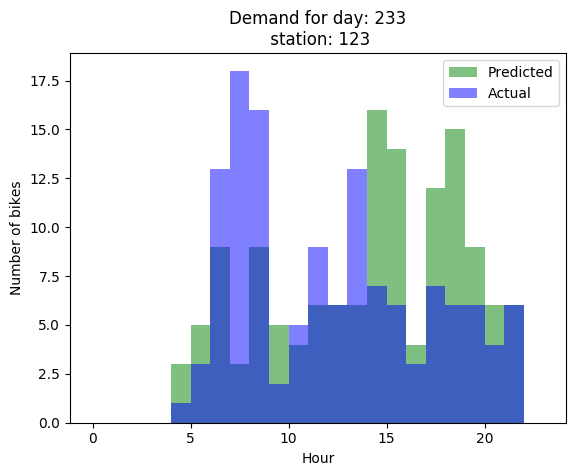 Demand for day: 233
station: 123
Predicted
Actual
Number of bikes
17.5
15.0
12.5
10.0
7.5
5.0
2.5
0.0
0 5 10 15 20
Hour